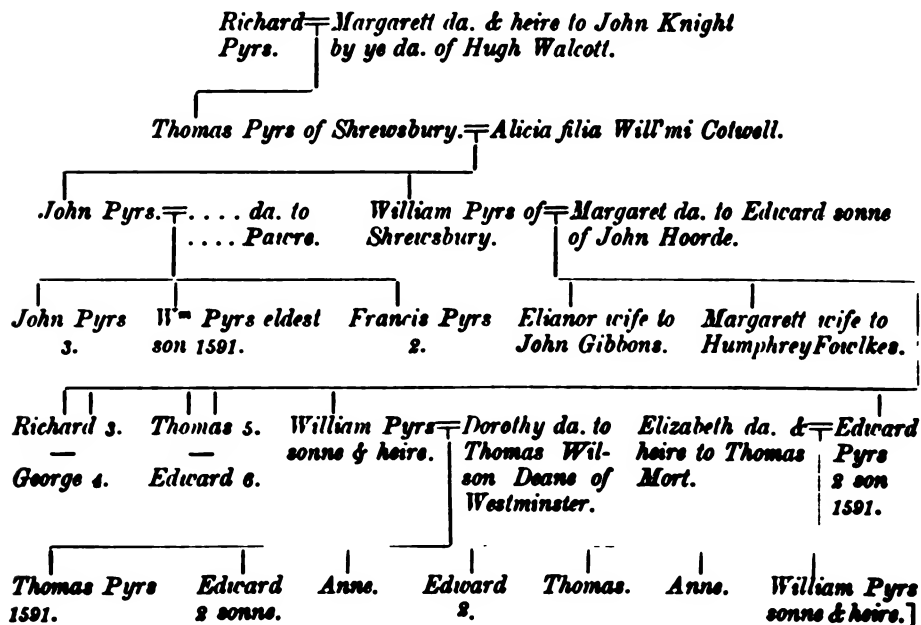 Richard = Margarett da. & heire to John Knight
Pyrs. by ye da. of Hugh Walcott.
Thomas Pyrs of Shrewsbury. = Alicia filia Will'mi Cotwell.
John Pyrs. = .... da. to William Pyrs of = Margaret da. to Edward sonne
.... Pawre. Shrewsbury. of John Hoorde.
John Pyrs Wm Pyrs eldest Francis Pyrs Elianor wife to Margarett wife to
3. son 1591. 2. John Gibbons. Humphrey Fowlkes.
Richard 3. Thomas 5. William Pyrs = Dorothy da. to Elizabeth da. & = Edward
— — sonne & heire. Thomas Wil- heire to Thomas Pyrs
George 4. Edward 6. son Deane of Mort. 2 son
Westminster. 1591.
Thomas Pyrs Edward Anne. Edward Thomas. Anne. William Pyrs
1591. 2 sonne. 2. sonne & heire.]